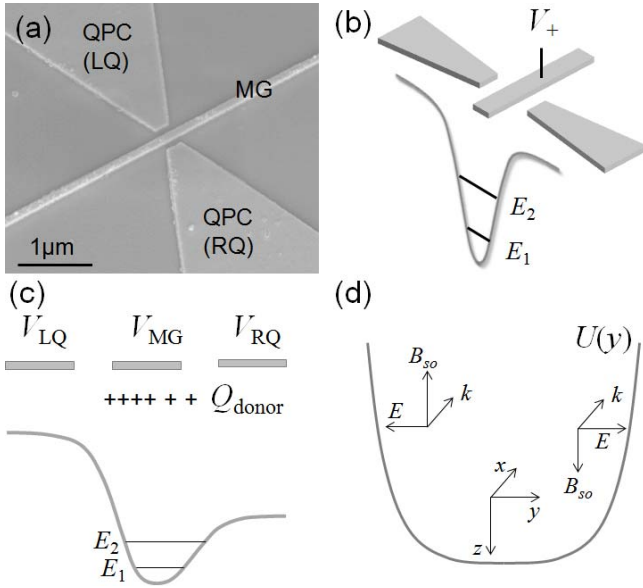 (a)
QPC
(LQ)
MG
QPC
(RQ)
1μm
(b)
V+
E2
E1
(c)
VLQ VMG VRQ
++++ + + Qdonor
E2
E1
(d)
U(y)
Bso
k
E
k
E
Bso
x
y
z